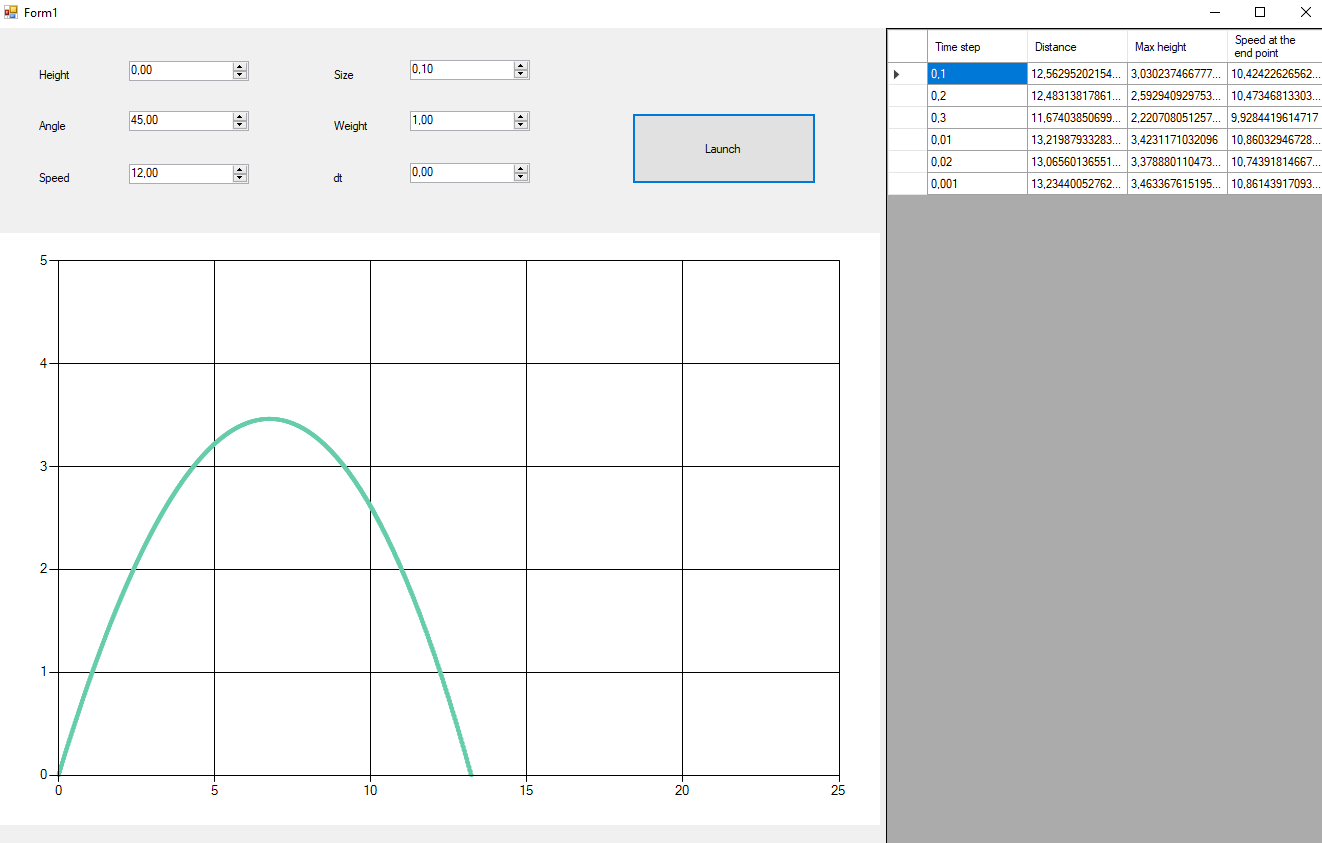 Form1
Height 0,00 Size 0,10
Angle 45,00 Weight 1,00
Launch
Speed 12,00 dt 0,00
5
4
3
2
1
0
0 5 10 15 20 25
Time step Distance Max height Speed at the end point
0,1 12,56295202154... 3,030237466777... 10,42422626562...
0,2 12,48313817861... 2,592940929753... 10,47346813303...
0,3 11,67403850699... 2,220708051257... 9,9284419614717
0,01 13,21987933283... 3,4231171032096 10,86032946728...
0,02 13,06560136551... 3,378880110473... 10,74391814667...
0,001 13,23440052762... 3,463367615195... 10,86143917093...